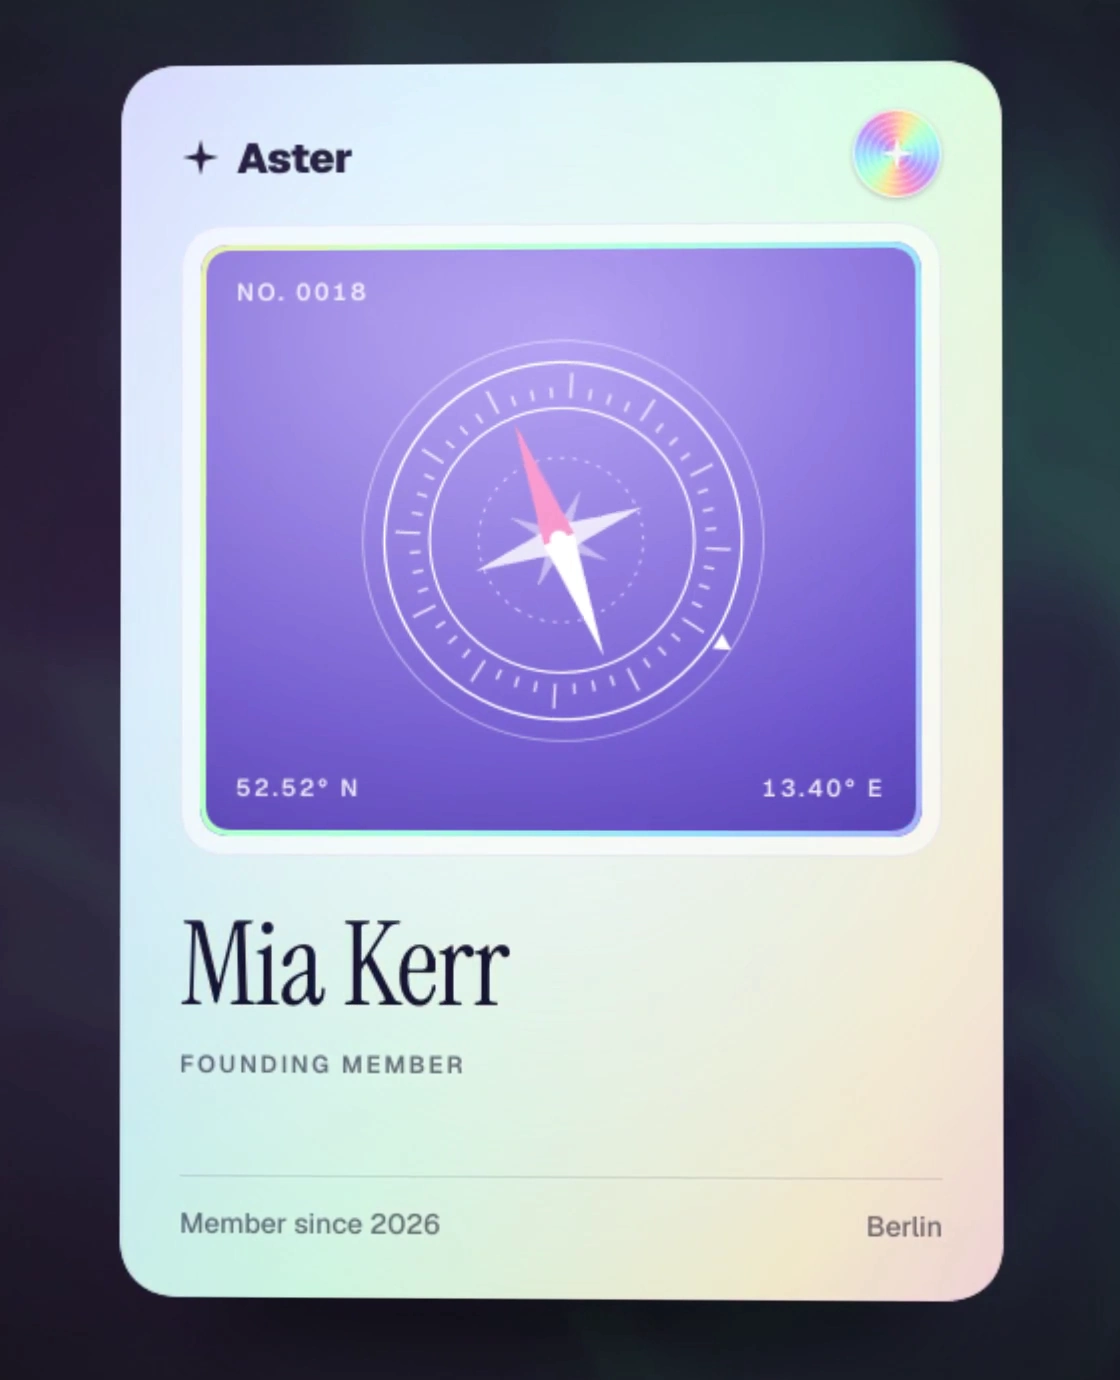 Aster
NO. 0018
52.52° N
13.40° E
Mia Kerr
FOUNDING MEMBER
Member since 2026
Berlin